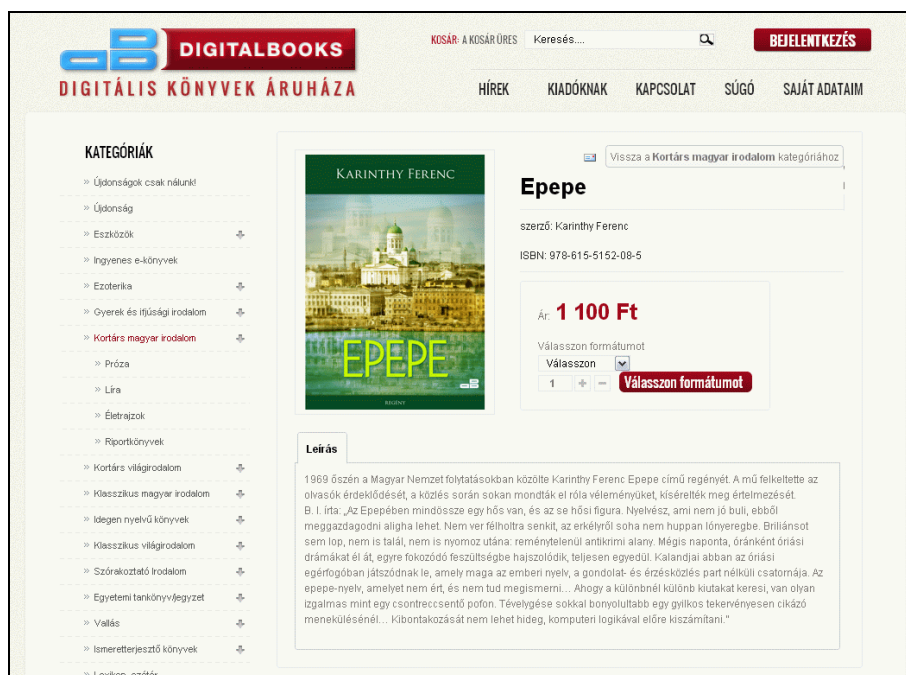 DIGITALBOOKS
DIGITÁLIS KÖNYVEK ÁRUHÁZA
KOSÁR: A KOSÁR ÜRES
Keresés....
BEJELENTKEZÉS
HÍREK KIADÓKNAK KAPCSOLAT SÚGÓ SAJÁT ADATAIM
KATEGÓRIÁK
» Újdonságok csak nálunk!
» Újdonság
» Eszközök
» Ingyenes e-könyvek
» Ezoterika
» Gyerek és ifjúsági irodalom
» Kortárs magyar irodalom
» Próza
» Líra
» Életrajzok
» Riportkönyvek
» Kortárs világirodalom
» Klasszikus magyar irodalom
» Idegen nyelvű könyvek
» Klasszikus világirodalom
» Szórakoztató Irodalom
» Egyetemi tankönyv/jegyzet
» Vallás
» Ismeretterjesztő könyvek
» Lexikon, szótár
KARINTHY FERENC
EPEPE
REGÉNY
Vissza a Kortárs magyar irodalom kategóriához
Epepe
szerző: Karinthy Ferenc
ISBN: 978-615-5152-08-5
Ár: 1 100 Ft
Válasszon formátumot
Válasszon
1 + −
Válasszon formátumot
Leírás
1969 őszén a Magyar Nemzet folytatásokban közölte Karinthy Ferenc Epepe című regényét. A mű felkeltette az
olvasók érdeklődését, a közlés során sokan mondták el róla véleményüket, kísérelték meg értelmezését.
B. I. írta: „Az Epepében mindössze egy hős van, és az se hősi figura. Nyelvész, ami nem jó buli, ebből
meggazdagodni aligha lehet. Nem ver félholtra senkit, az erkélyről soha nem huppan lónyeregbe. Briliánsot
sem lop, nem is talál, nem is nyomoz utána: reménytelenül antikrimi alany. Mégis naponta, óránként óriási
drámákat él át, egyre fokozódó feszültségbe hajszolódik, teljesen egyedül. Kalandjai abban az óriási
egérfogóban játszódnak le, amely maga az emberi nyelv, a gondolat- és érzésközlés part nélküli csatornája. Az
epepe-nyelv, amelyet nem ért, és nem tud megismerni… Ahogy a különbnél különb kiutakat keresi, van olyan
izgalmas mint egy csontreccsentő pofon. Tévelygése sokkal bonyolultabb egy gyilkos tekervényesen cikázó
menekülésénél… Kibontakozását nem lehet hideg, komputeri logikával előre kiszámítani."